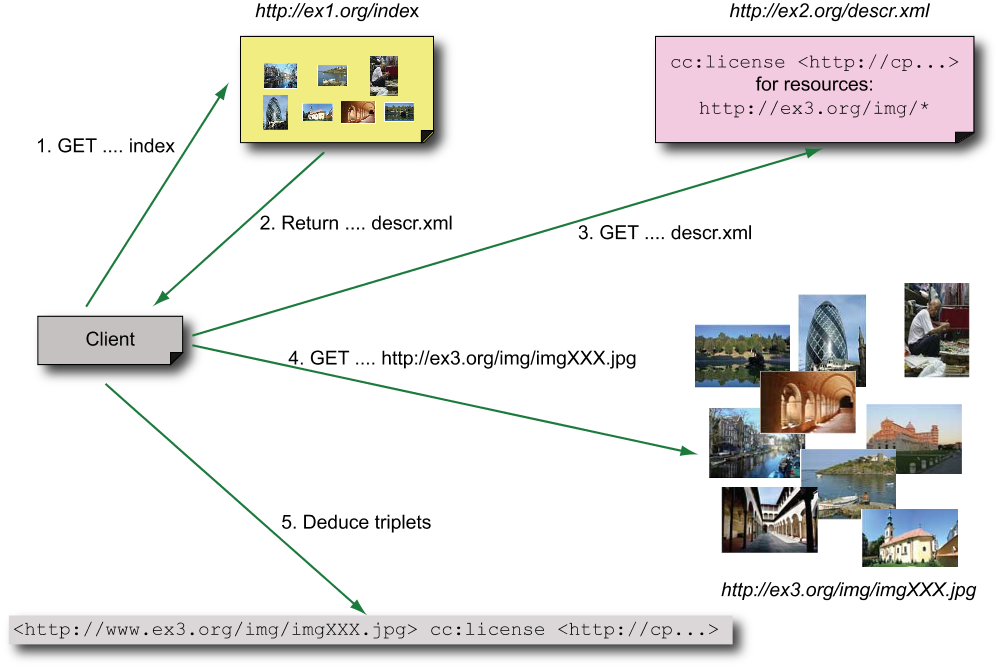 http://ex1.org/index
http://ex2.org/descr.xml
cc:license <http://cp...>
for resources:
http://ex3.org/img/*
1. GET .... index
2. Return .... descr.xml
3. GET .... descr.xml
Client
4. GET .... http://ex3.org/img/imgXXX.jpg
5. Deduce triplets
http://ex3.org/img/imgXXX.jpg
<http://www.ex3.org/img/imgXXX.jpg> cc:license <http://cp...>